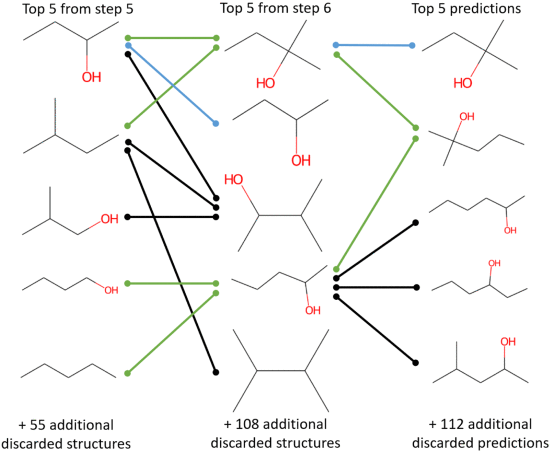 Top 5 from step 5
Top 5 from step 6
Top 5 predictions
OH
HO
HO
OH
OH
HO
OH
OH
OH
OH
OH
OH
+ 55 additional
discarded structures
+ 108 additional
discarded structures
+ 112 additional
discarded predictions